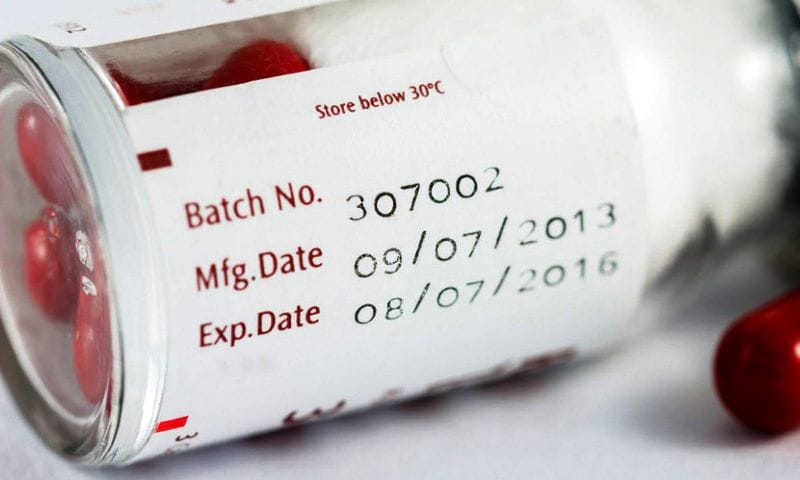 Store below 30°C
Batch No. 307002
Mfg.Date 09/07/2013
Exp.Date 08/07/2016